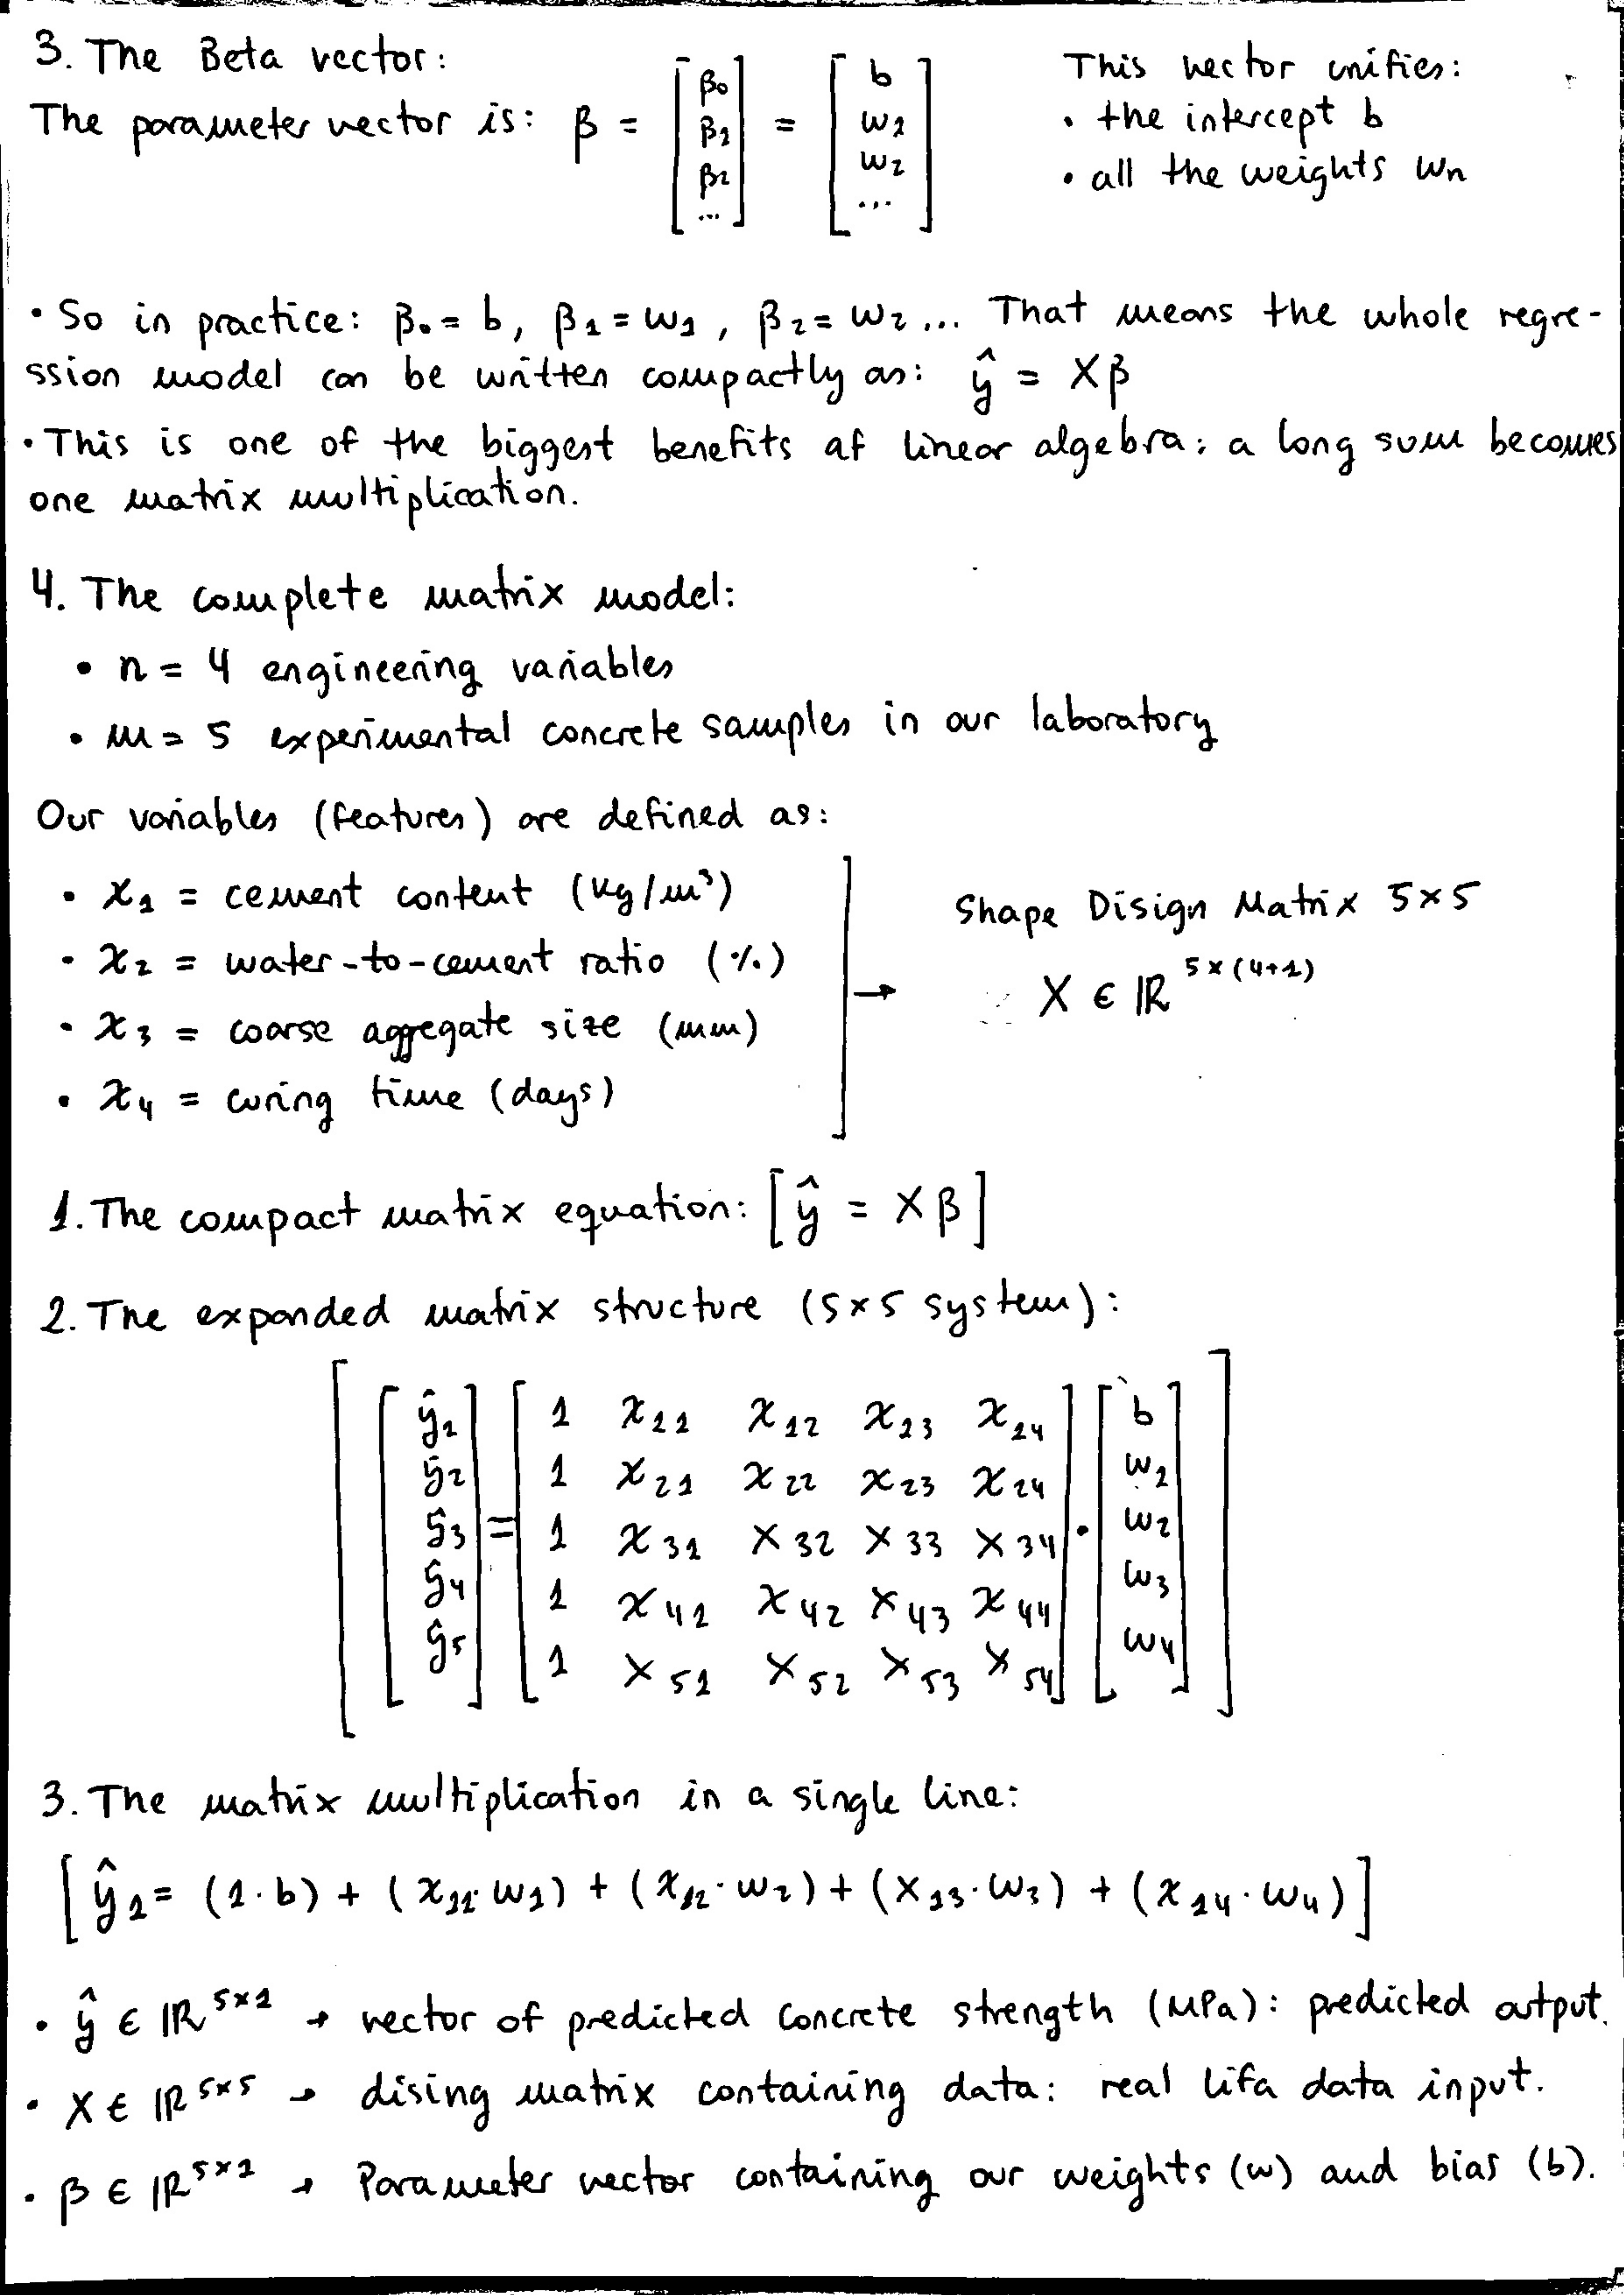 3. The Beta vector:
The parameter vector is: β = [β0 β1 β2 ...] = [b w1 w2 ...]
This vector unifies:
• the intercept b
• all the weights wn
• So in practice: β0 = b, β1 = w1, β2 = w2 ... That means the whole regre-
ssion model can be written compactly as: ŷ = Xβ
• This is one of the biggest benefits af linear algebra: a long sum becomes
one matrix multiplication.
4. The complete matrix model:
• n = 4 engineering variables
• m = 5 experimental concrete samples in our laboratory
Our variables (features) are defined as:
• x1 = cement content (kg/m³)
• x2 = water-to-cement ratio (%)
• x3 = coarse aggregate size (mm)
• x4 = curing time (days)
→ Shape Disign Matrix 5×5
X ∈ ℝ^5×(4+1)
1. The compact matrix equation: [ŷ = Xβ]
2. The expanded matrix structure (5×5 system):
ŷ1 1 x11 x12 x13 x14 b
ŷ2 1 x21 x22 x23 x24 w1
ŷ3 = 1 x31 x32 x33 x34 · w2
ŷ4 1 x41 x42 x43 x44 w3
ŷ5 1 x51 x52 x53 x54 w4
3. The matrix multiplication in a single line:
[ŷ1 = (1·b) + (x11·w1) + (x12·w2) + (x13·w3) + (x14·w4)]
• ŷ ∈ ℝ^5×1 → vector of predicted concrete strength (MPa): predicted output.
• X ∈ ℝ^5×5 → dising matrix containing data: real lifa data input.
• β ∈ ℝ^5×1 → Parameter vector containing our weights (w) and bias (b).